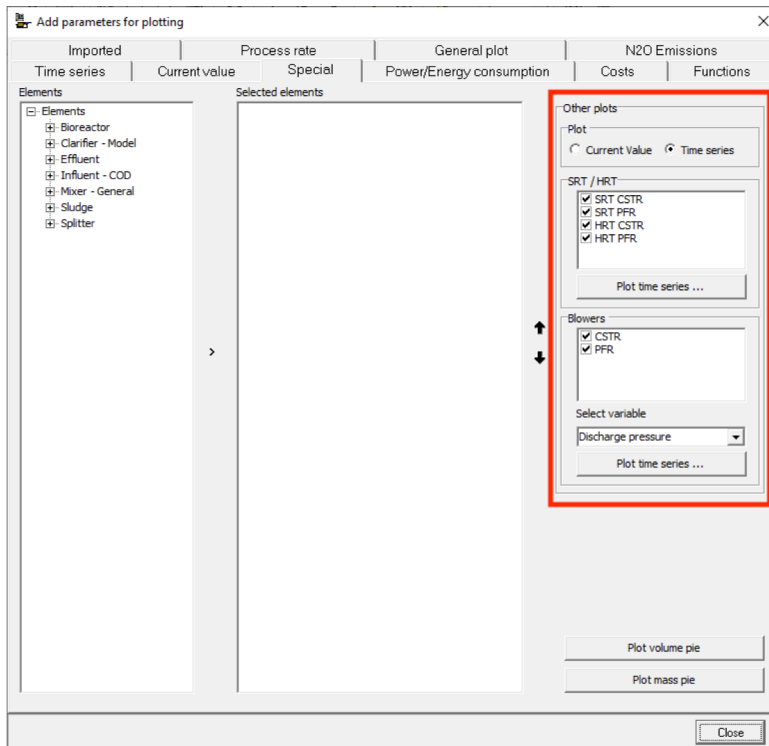 Add parameters for plotting
Imported
Process rate
General plot
N2O Emissions
Time series
Current value
Special
Power/Energy consumption
Costs
Functions
Elements
Elements
Bioreactor
Clarifier - Model
Effluent
Influent - COD
Mixer - General
Sludge
Splitter
>
Selected elements
Other plots
Plot
Current Value
Time series
SRT / HRT
SRT CSTR
SRT PFR
HRT CSTR
HRT PFR
Plot time series ...
Blowers
CSTR
PFR
Select variable
Discharge pressure
Plot time series ...
Plot volume pie
Plot mass pie
Close